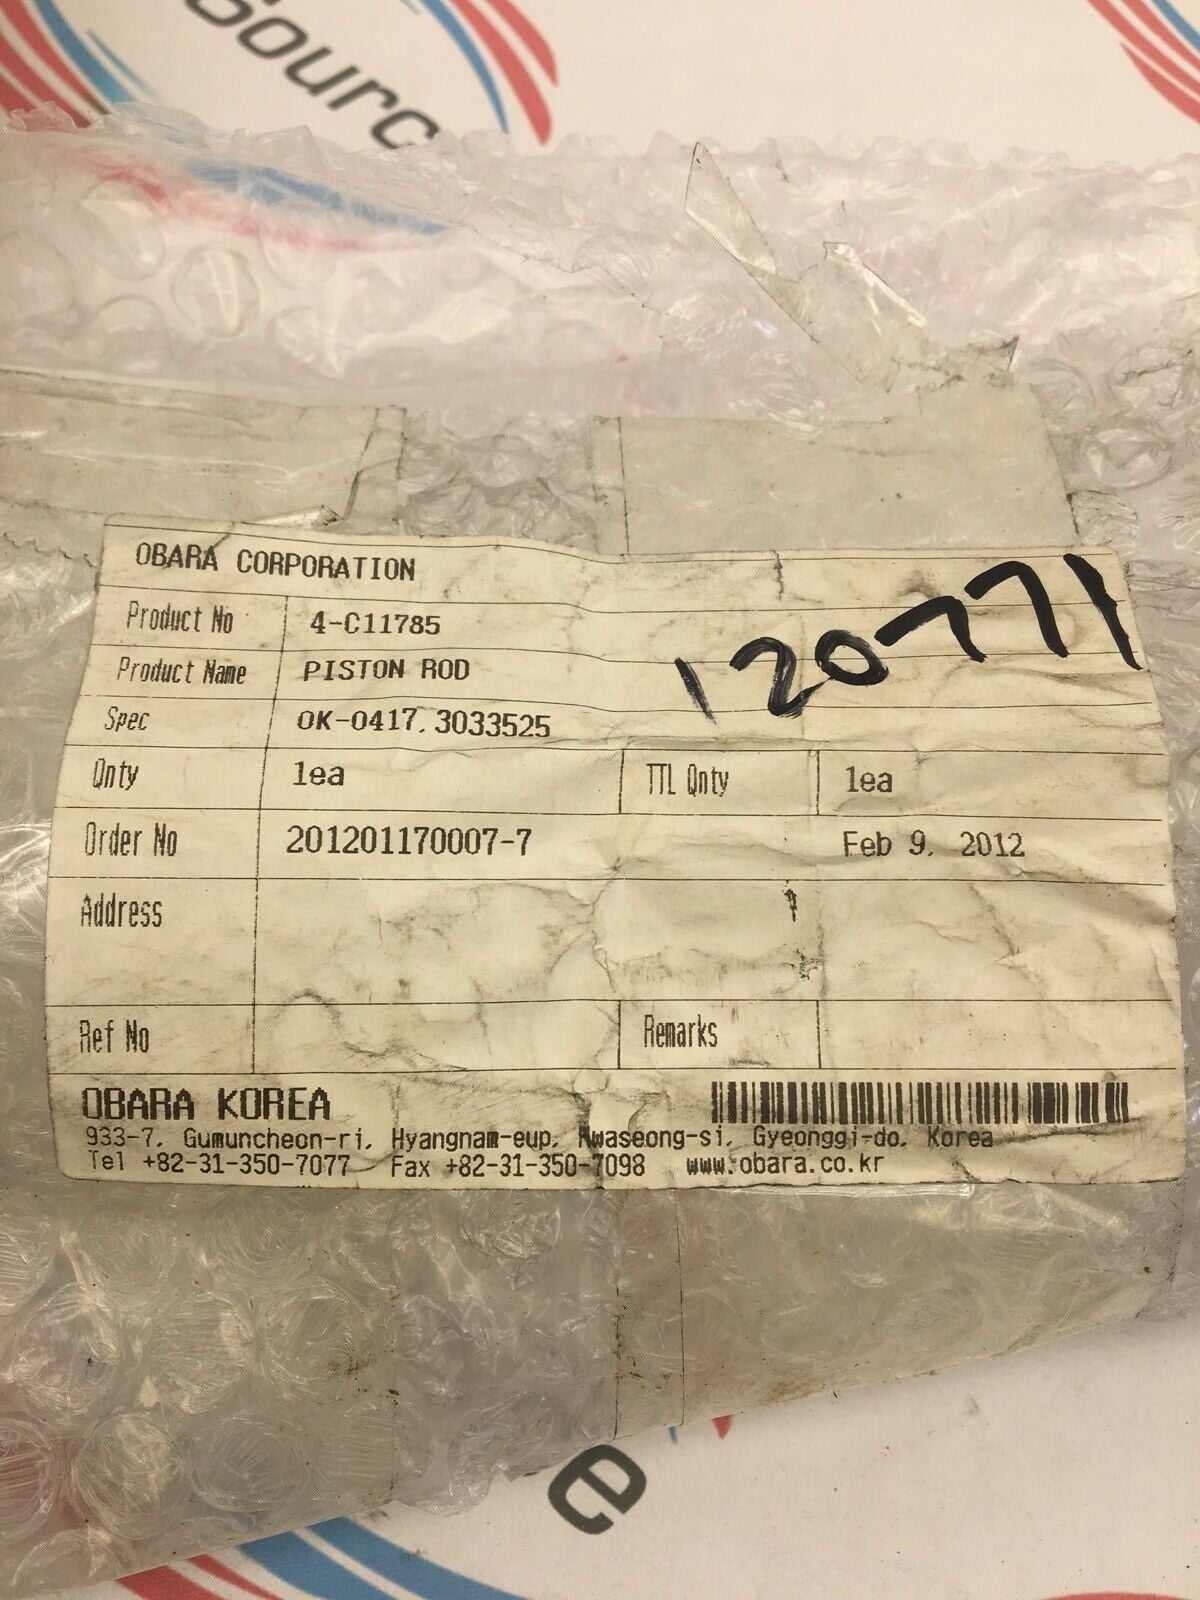 Sourc
OBARA CORPORATION
Product No 4-C11785
120771
Product Name PISTON ROD
Spec OK-0417, 3033525
Qnty 1ea TTL Qnty 1ea
Order No 201201170007-7 Feb 9, 2012
Address
Ref No Remarks
OBARA KOREA
933-7, Gumuncheon-ri, Hyangnam-eup, Hwaseong-si, Gyeonggi-do, Korea
Tel +82-31-350-7077 Fax +82-31-350-7098 www.obara.co.kr
e